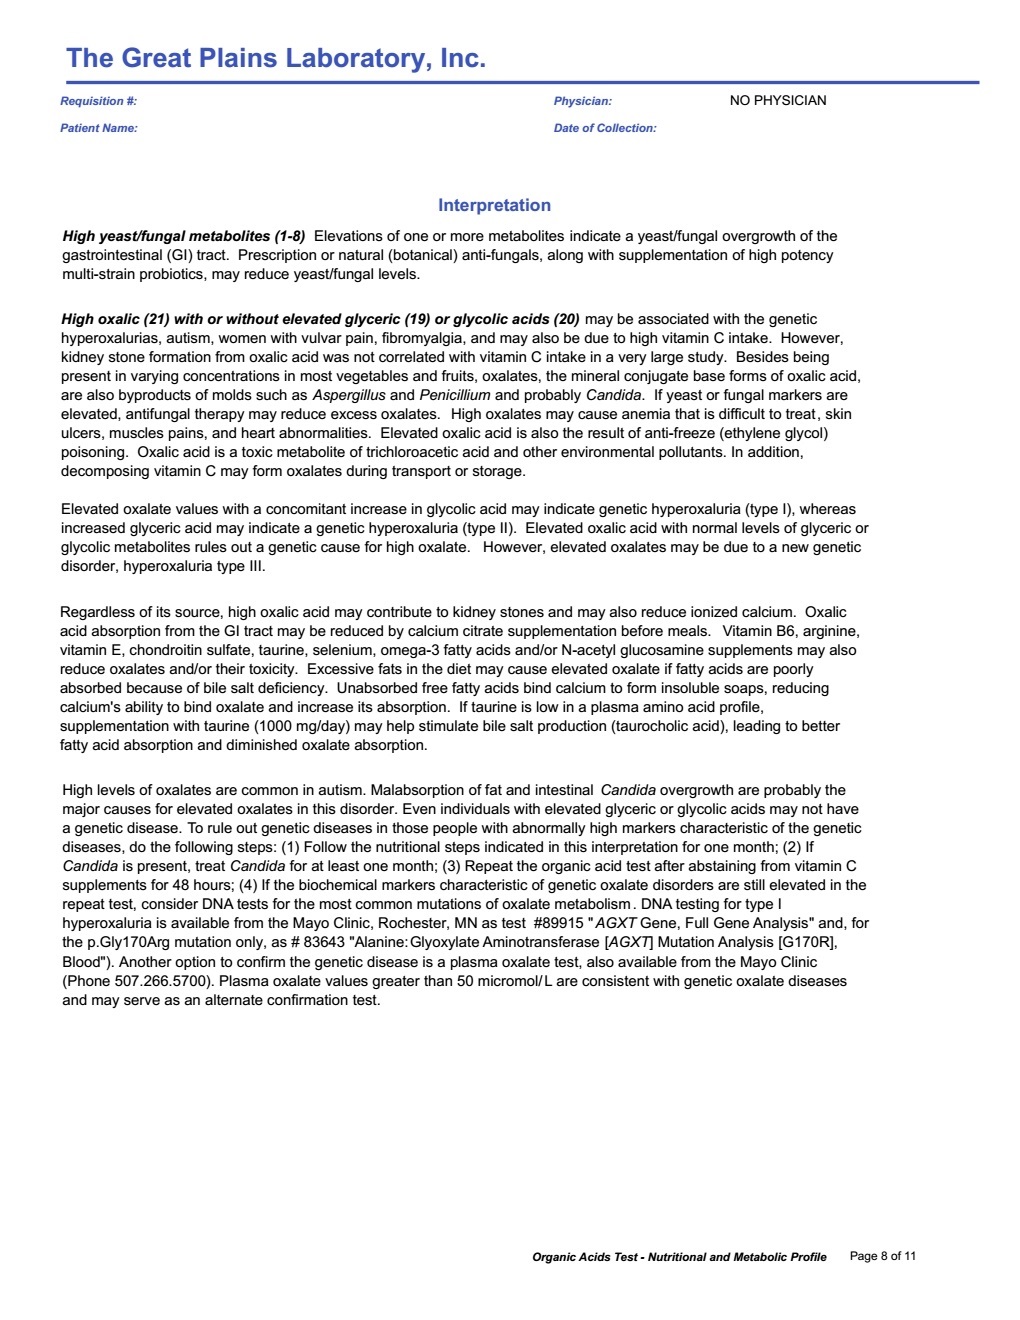 The Great Plains Laboratory, Inc.
Requisition #:
Physician: NO PHYSICIAN
Patient Name:
Date of Collection:
Interpretation
High yeast/fungal metabolites (1-8) Elevations of one or more metabolites indicate a yeast/fungal overgrowth of the
gastrointestinal (GI) tract. Prescription or natural (botanical) anti-fungals, along with supplementation of high potency
multi-strain probiotics, may reduce yeast/fungal levels.
High oxalic (21) with or without elevated glyceric (19) or glycolic acids (20) may be associated with the genetic
hyperoxalurias, autism, women with vulvar pain, fibromyalgia, and may also be due to high vitamin C intake. However,
kidney stone formation from oxalic acid was not correlated with vitamin C intake in a very large study. Besides being
present in varying concentrations in most vegetables and fruits, oxalates, the mineral conjugate base forms of oxalic acid,
are also byproducts of molds such as Aspergillus and Penicillium and probably Candida. If yeast or fungal markers are
elevated, antifungal therapy may reduce excess oxalates. High oxalates may cause anemia that is difficult to treat, skin
ulcers, muscles pains, and heart abnormalities. Elevated oxalic acid is also the result of anti-freeze (ethylene glycol)
poisoning. Oxalic acid is a toxic metabolite of trichloroacetic acid and other environmental pollutants. In addition,
decomposing vitamin C may form oxalates during transport or storage.
Elevated oxalate values with a concomitant increase in glycolic acid may indicate genetic hyperoxaluria (type I), whereas
increased glyceric acid may indicate a genetic hyperoxaluria (type II). Elevated oxalic acid with normal levels of glyceric or
glycolic metabolites rules out a genetic cause for high oxalate. However, elevated oxalates may be due to a new genetic
disorder, hyperoxaluria type III.
Regardless of its source, high oxalic acid may contribute to kidney stones and may also reduce ionized calcium. Oxalic
acid absorption from the GI tract may be reduced by calcium citrate supplementation before meals. Vitamin B6, arginine,
vitamin E, chondroitin sulfate, taurine, selenium, omega-3 fatty acids and/or N-acetyl glucosamine supplements may also
reduce oxalates and/or their toxicity. Excessive fats in the diet may cause elevated oxalate if fatty acids are poorly
absorbed because of bile salt deficiency. Unabsorbed free fatty acids bind calcium to form insoluble soaps, reducing
calcium's ability to bind oxalate and increase its absorption. If taurine is low in a plasma amino acid profile,
supplementation with taurine (1000 mg/day) may help stimulate bile salt production (taurocholic acid), leading to better
fatty acid absorption and diminished oxalate absorption.
High levels of oxalates are common in autism. Malabsorption of fat and intestinal Candida overgrowth are probably the
major causes for elevated oxalates in this disorder. Even individuals with elevated glyceric or glycolic acids may not have
a genetic disease. To rule out genetic diseases in those people with abnormally high markers characteristic of the genetic
diseases, do the following steps: (1) Follow the nutritional steps indicated in this interpretation for one month; (2) If
Candida is present, treat Candida for at least one month; (3) Repeat the organic acid test after abstaining from vitamin C
supplements for 48 hours; (4) If the biochemical markers characteristic of genetic oxalate disorders are still elevated in the
repeat test, consider DNA tests for the most common mutations of oxalate metabolism. DNA testing for type I
hyperoxaluria is available from the Mayo Clinic, Rochester, MN as test #89915 "AGXT Gene, Full Gene Analysis" and, for
the p.Gly170Arg mutation only, as # 83643 "Alanine:Glyoxylate Aminotransferase [AGXT] Mutation Analysis [G170R],
Blood"). Another option to confirm the genetic disease is a plasma oxalate test, also available from the Mayo Clinic
(Phone 507.266.5700). Plasma oxalate values greater than 50 micromol/L are consistent with genetic oxalate diseases
and may serve as an alternate confirmation test.
Organic Acids Test - Nutritional and Metabolic Profile Page 8 of 11